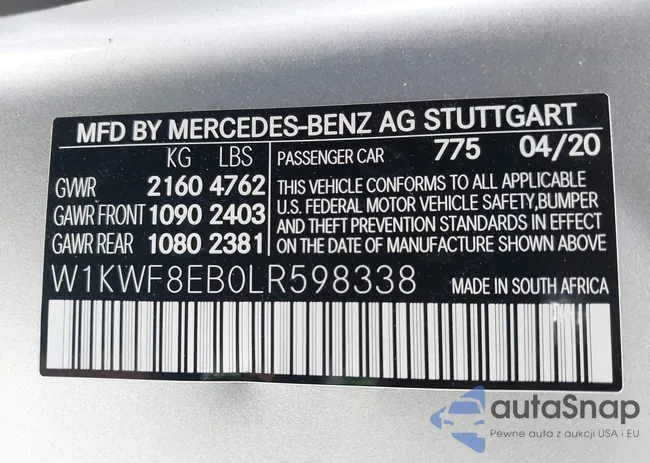 MFD BY MERCEDES-BENZ AG STUTTGART
KG LBS
GVWR 2160 4762
GAWR FRONT 1090 2403
GAWR REAR 1080 2381
PASSENGER CAR 775 04/20
THIS VEHICLE CONFORMS TO ALL APPLICABLE
U.S. FEDERAL MOTOR VEHICLE SAFETY,BUMPER
AND THEFT PREVENTION STANDARDS IN EFFECT
ON THE DATE OF MANUFACTURE SHOWN ABOVE.
W1KWF8EB0LR598338
MADE IN SOUTH AFRICA
autaSnap
Pewne auta z aukcji USA i EU